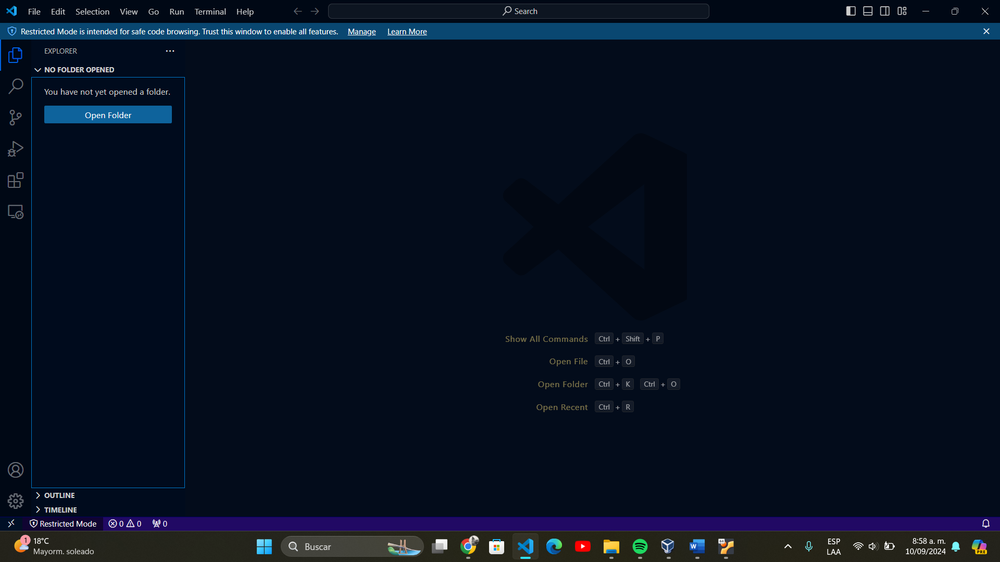 File Edit Selection View Go Run Terminal Help
Search
Restricted Mode is intended for safe code browsing. Trust this window to enable all features. Manage Learn More
EXPLORER
NO FOLDER OPENED
You have not yet opened a folder.
Open Folder
Show All Commands Ctrl + Shift + P
Open File Ctrl + O
Open Folder Ctrl + K Ctrl + O
Open Recent Ctrl + R
OUTLINE
TIMELINE
Restricted Mode 0 0 0
1
18°C
Mayorm. soleado
Buscar
W
64
ESP
LAA
8:58 a. m.
10/09/2024
PRE